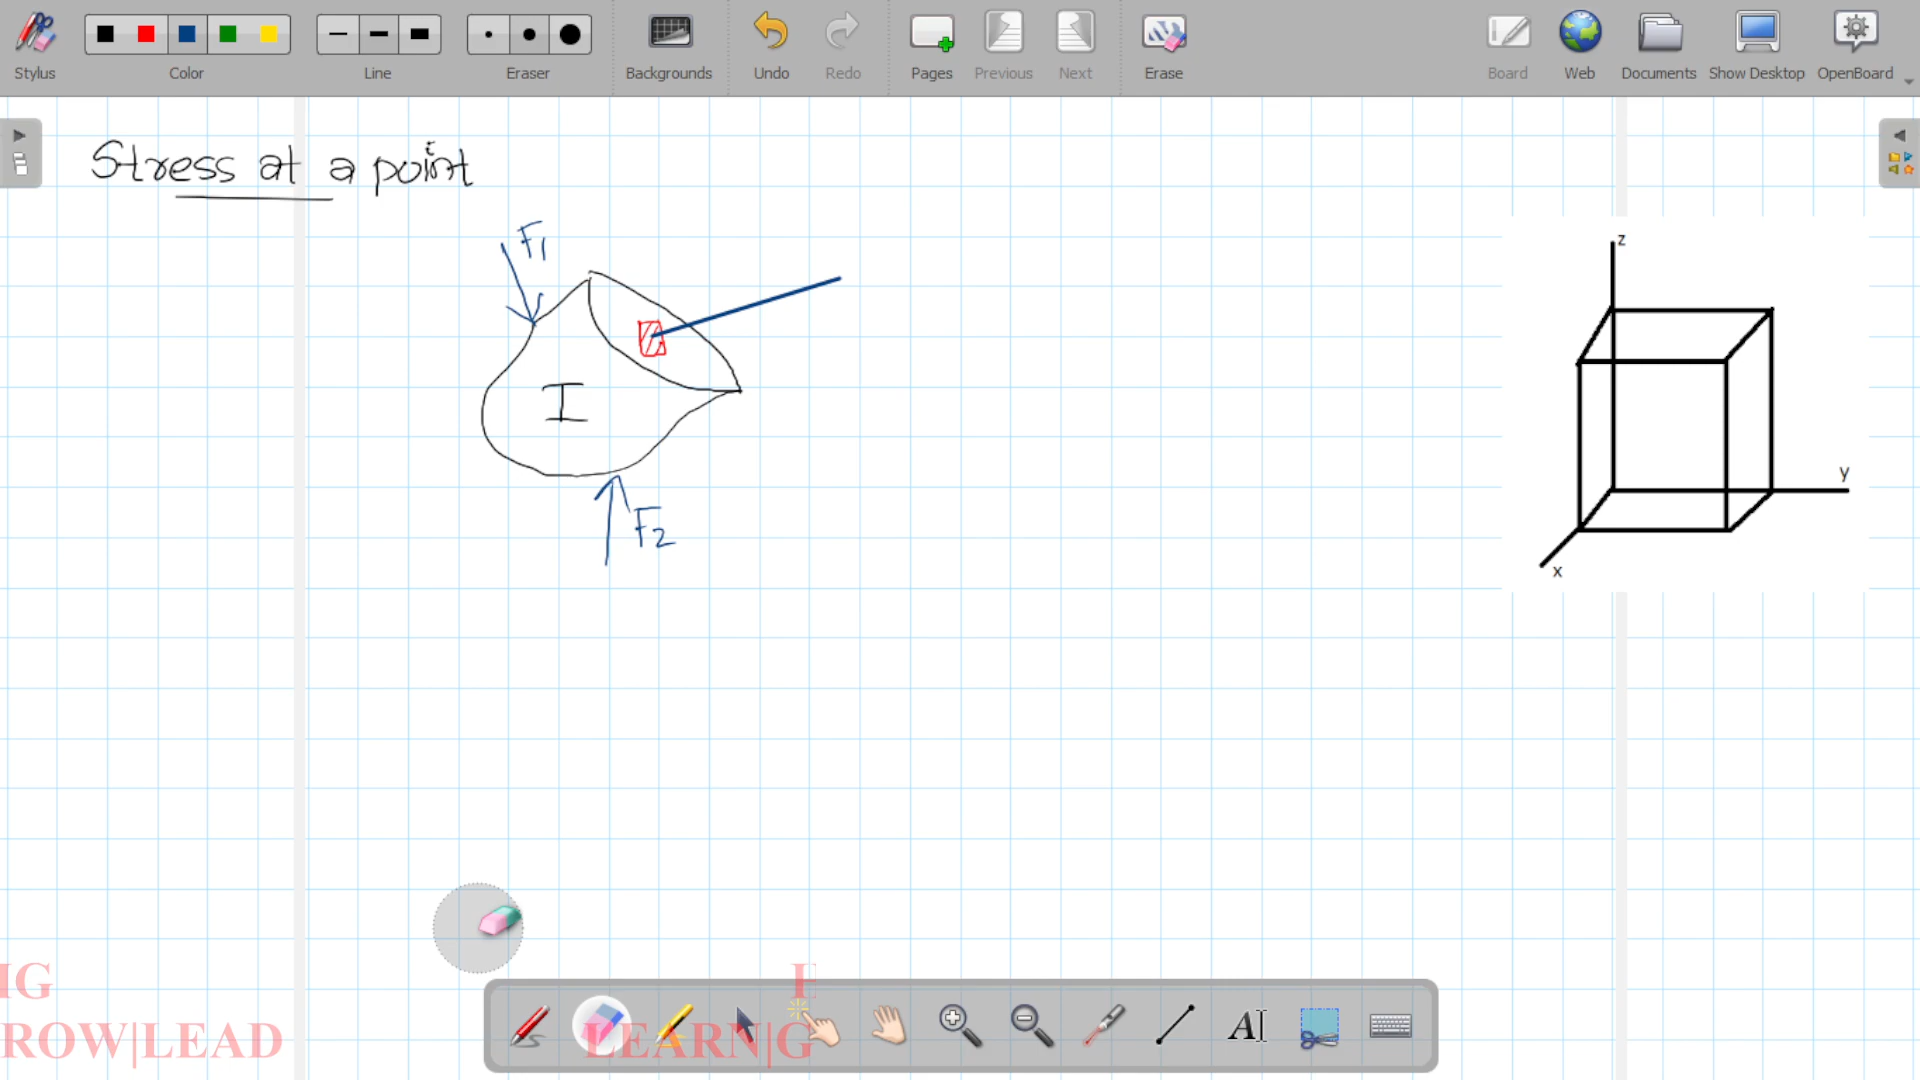 Stylus
Color
Line
Eraser
Backgrounds
Undo
Redo
Pages
Previous
Next
Erase
Board
Web
Documents
Show Desktop
OpenBoard
Stress at a point
F1
I
F2
z
y
x
IG
ROW|LEAD
LEARN|G
A